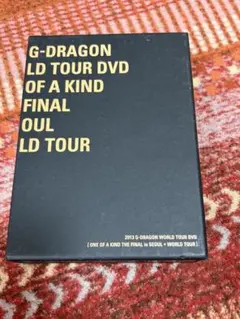 G-DRAGON
LD TOUR DVD
OF A KIND
FINAL
OUL
LD TOUR
2013 G-DRAGON WORLD TOUR DVD
[ ONE OF A KIND THE FINAL in SEOUL + WORLD TOUR ]